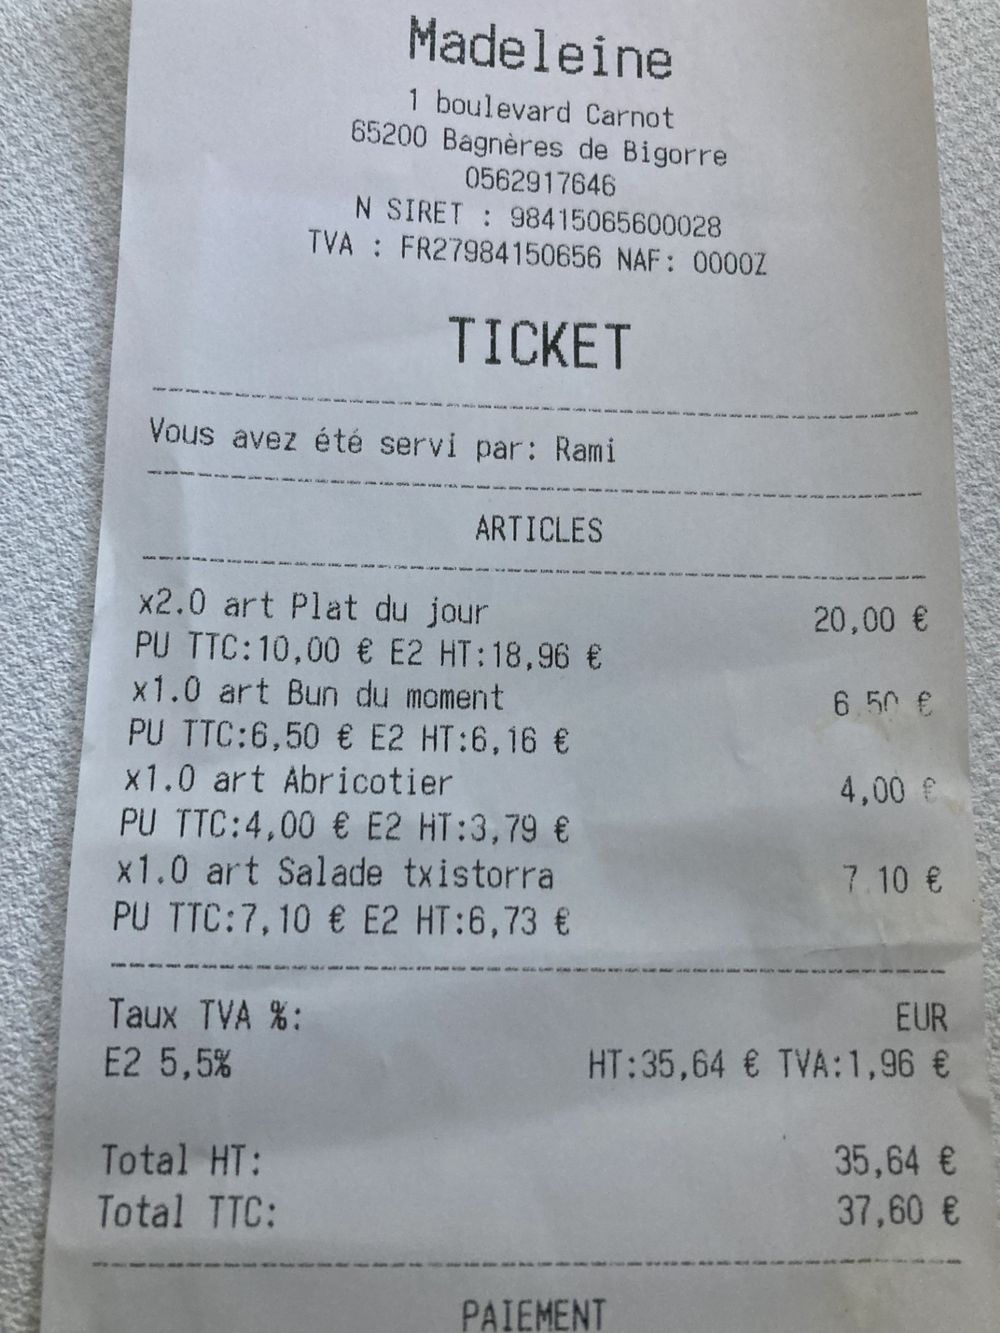 Madeleine
1 boulevard Carnot
65200 Bagnères de Bigorre
0562917646
N SIRET : 98415065600028
TVA : FR27984150656 NAF: 0000Z
TICKET
Vous avez été servi par: Rami
ARTICLES
x2.0 art Plat du jour 20,00 €
PU TTC:10,00 € E2 HT:18,96 €
x1.0 art Bun du moment 6,50 €
PU TTC:6,50 € E2 HT:6,16 €
x1.0 art Abricotier 4,00 €
PU TTC:4,00 € E2 HT:3,79 €
x1.0 art Salade txistorra 7,10 €
PU TTC:7,10 € E2 HT:6,73 €
Taux TVA %: EUR
E2 5,5% HT:35,64 € TVA:1,96 €
Total HT: 35,64 €
Total TTC: 37,60 €
PAIEMENT